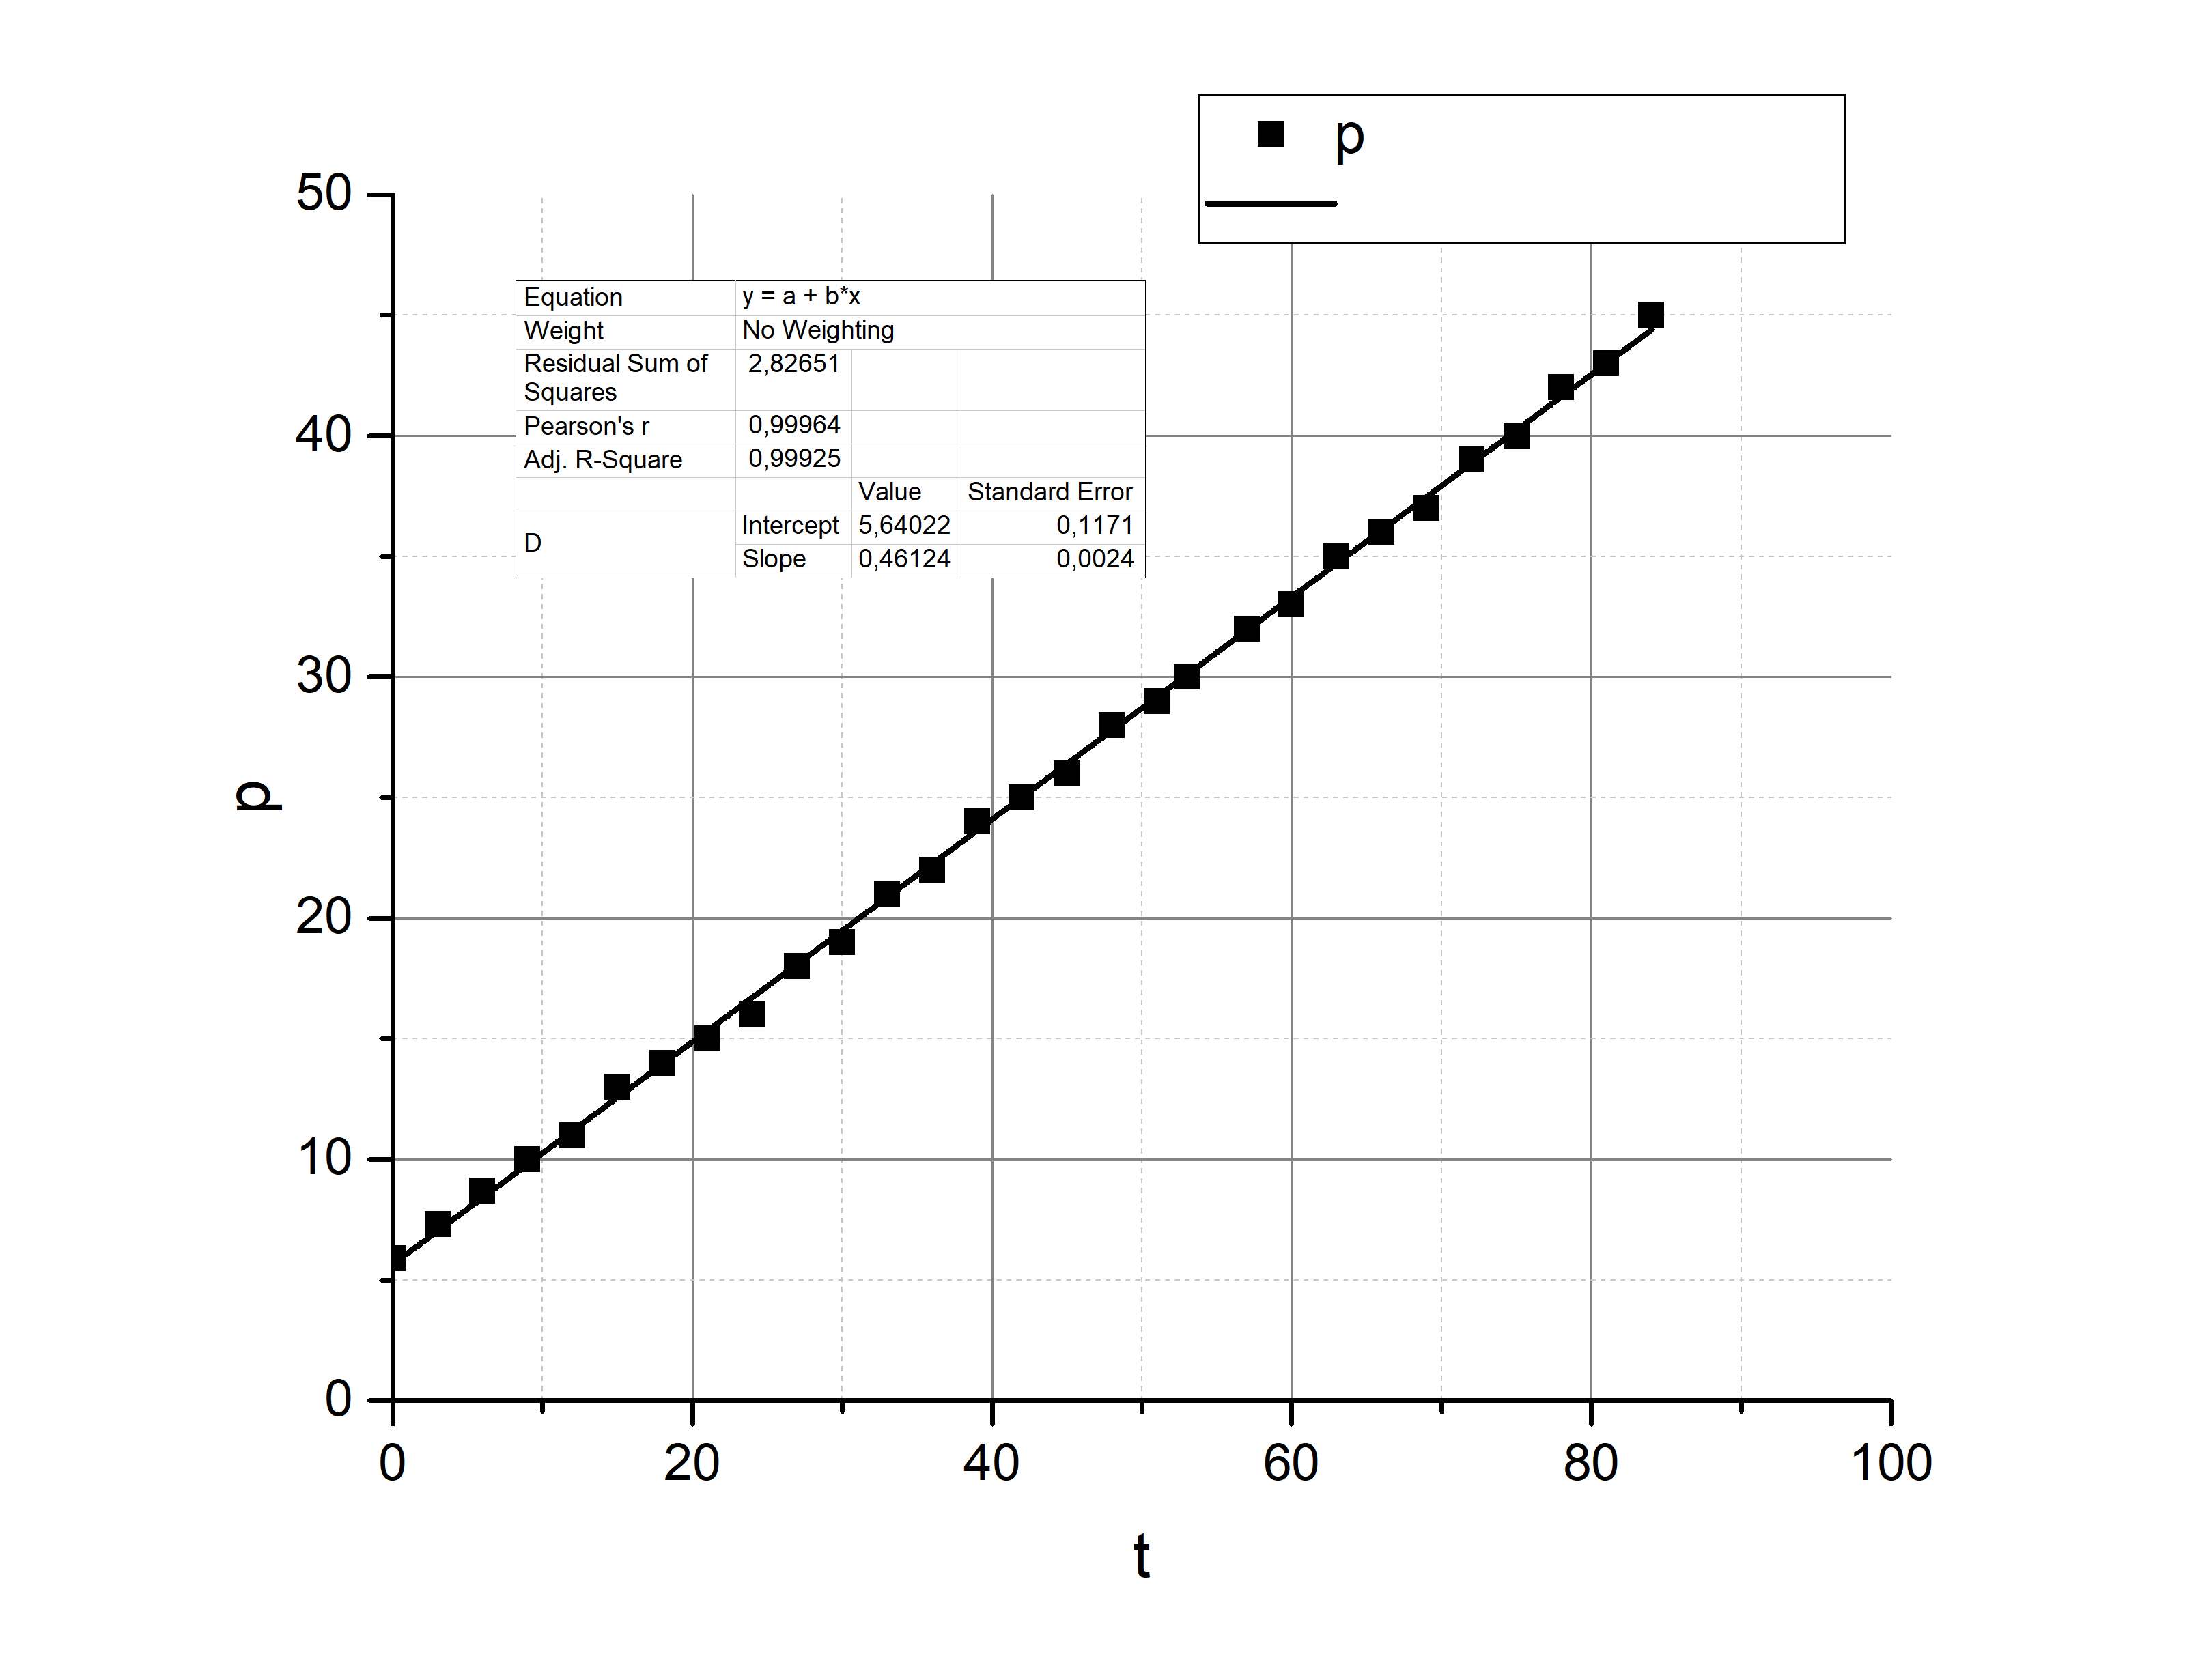 p
50
40
30
20
10
0
p
Equation y = a + b*x
Weight No Weighting
Residual Sum of Squares 2,82651
Pearson's r 0,99964
Adj. R-Square 0,99925
Value Standard Error
D Intercept 5,64022 0,1171
Slope 0,46124 0,0024
0 20 40 60 80 100
t